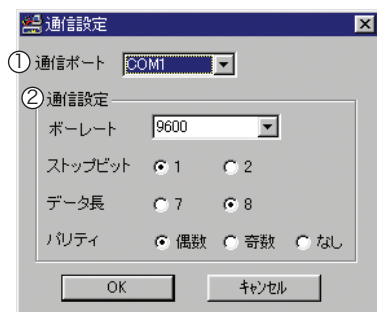 通信設定
① 通信ポート COM1
② 通信設定
ボーレート 9600
ストップビット 1 2
データ長 7 8
パリティ 偶数 奇数 なし
OK キャンセル